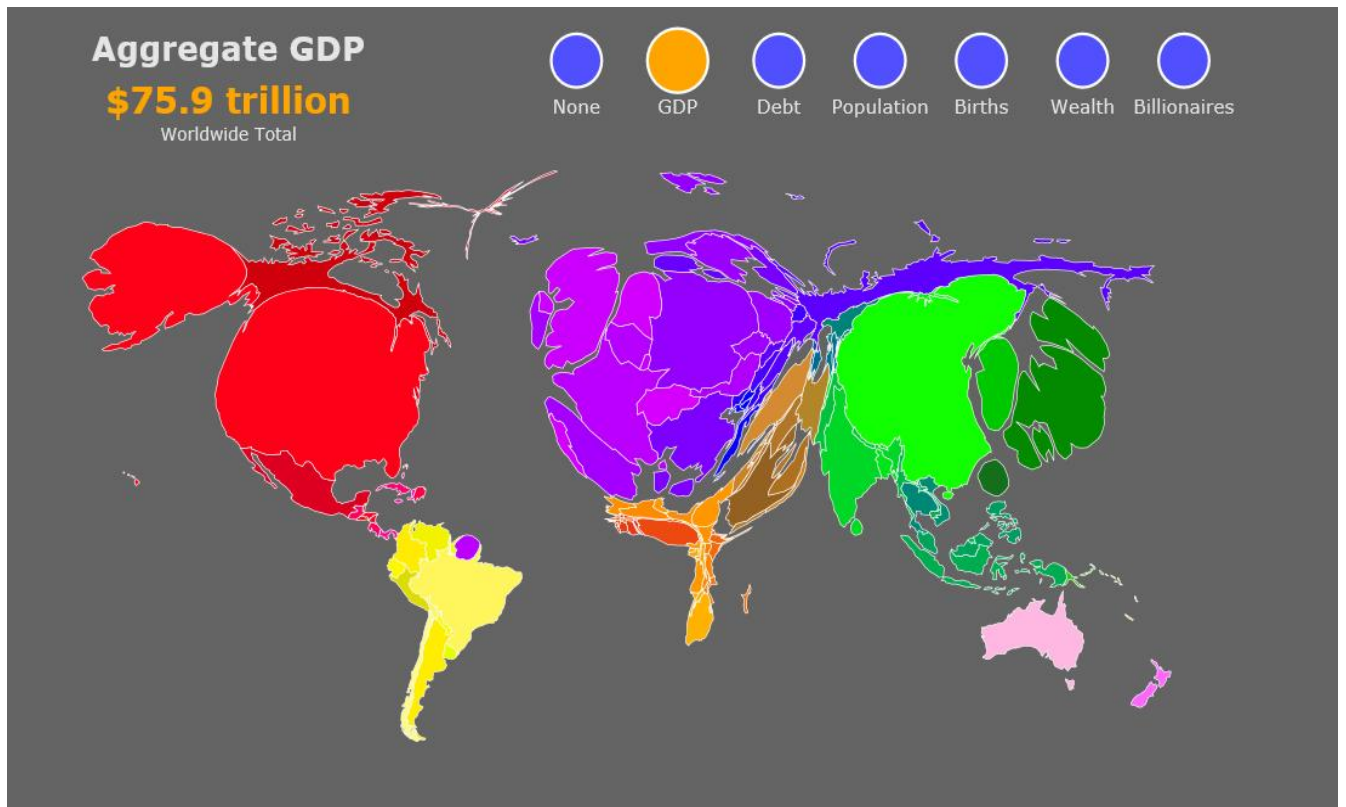 Aggregate GDP
$75.9 trillion
Worldwide Total
None GDP Debt Population Births Wealth Billionaires